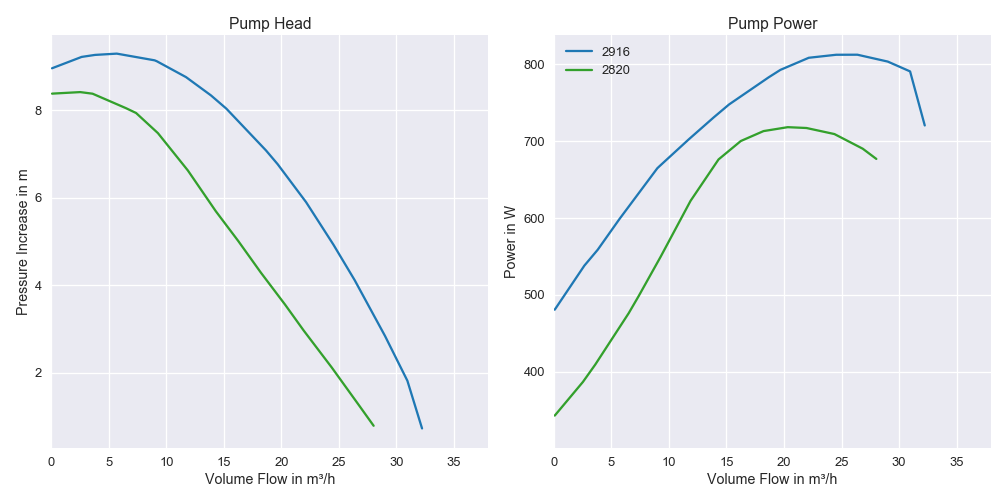 Pump Head
Pressure Increase in m
8
6
4
2
0 5 10 15 20 25 30 35
Volume Flow in m³/h
Pump Power
2916
2820
Power in W
800
700
600
500
400
0 5 10 15 20 25 30 35
Volume Flow in m³/h